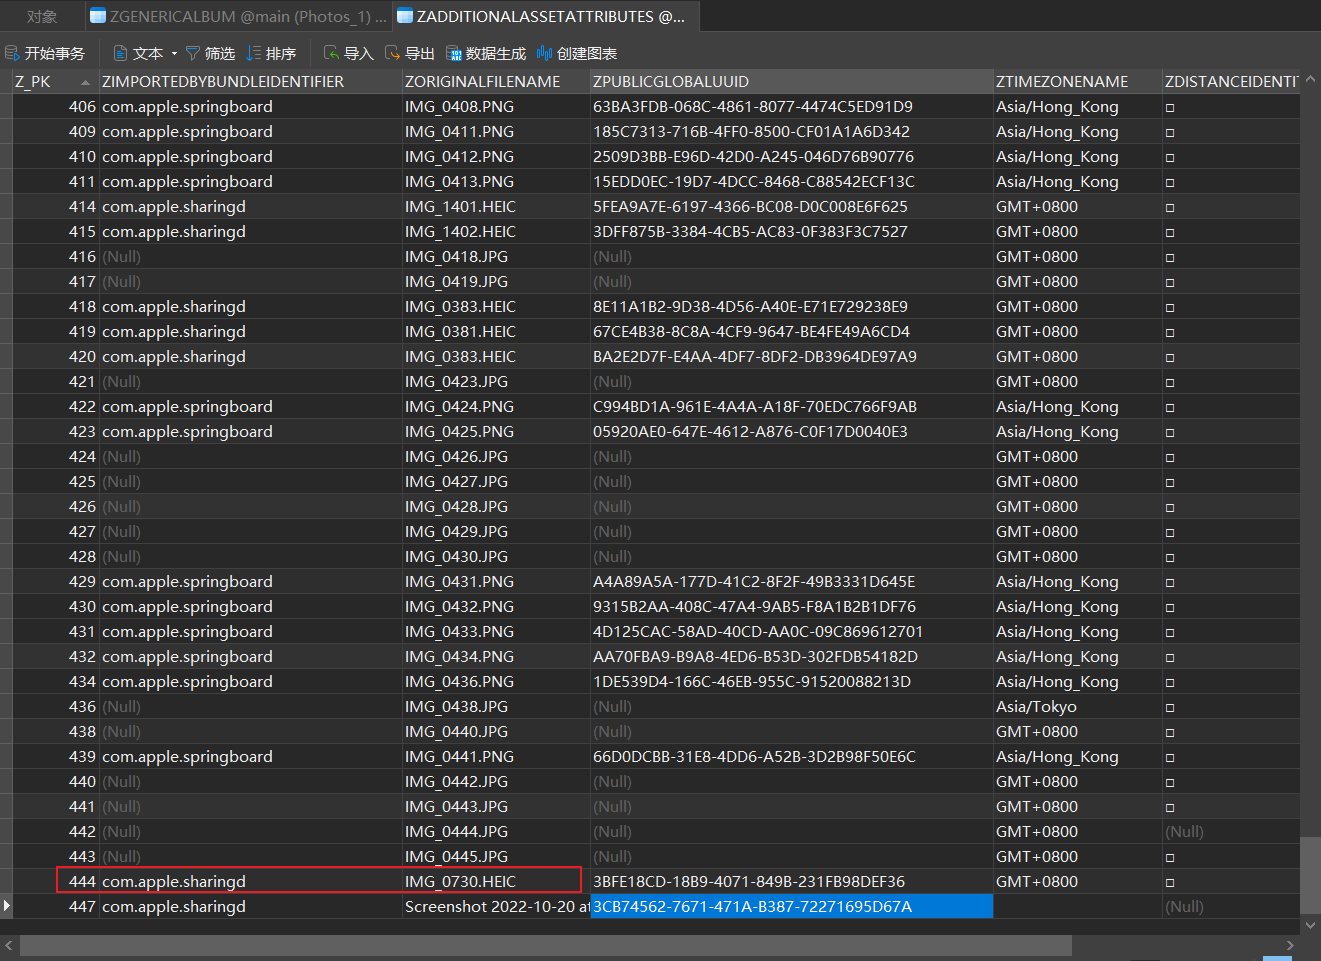 对象 ZGENERICALBUM @main (Photos_1) ... ZADDITIONALASSETATTRIBUTES @...
开始事务 文本 筛选 排序 导入 导出 数据生成 创建图表
Z_PK ZIMPORTEDBYBUNDLEIDENTIFIER ZORIGINALFILENAME ZPUBLICGLOBALUUID ZTIMEZONENAME ZDISTANCEIDENTI
406 com.apple.springboard IMG_0408.PNG 63BA3FDB-068C-4861-8077-4474C5ED91D9 Asia/Hong_Kong
409 com.apple.springboard IMG_0411.PNG 185C7313-716B-4FF0-8500-CF01A1A6D342 Asia/Hong_Kong
410 com.apple.springboard IMG_0412.PNG 2509D3BB-E96D-42D0-A245-046D76B90776 Asia/Hong_Kong
411 com.apple.springboard IMG_0413.PNG 15EDD0EC-19D7-4DCC-8468-C88542ECF13C Asia/Hong_Kong
414 com.apple.sharingd IMG_1401.HEIC 5FEA9A7E-6197-4366-BC08-D0C008E6F625 GMT+0800
415 com.apple.sharingd IMG_1402.HEIC 3DFF875B-3384-4CB5-AC83-0F383F3C7527 GMT+0800
416 (Null) IMG_0418.JPG (Null) GMT+0800
417 (Null) IMG_0419.JPG (Null) GMT+0800
418 com.apple.sharingd IMG_0383.HEIC 8E11A1B2-9D38-4D56-A40E-E71E729238E9 GMT+0800
419 com.apple.sharingd IMG_0381.HEIC 67CE4B38-8C8A-4CF9-9647-BE4FE49A6CD4 GMT+0800
420 com.apple.sharingd IMG_0383.HEIC BA2E2D7F-E4AA-4DF7-8DF2-DB3964DE97A9 GMT+0800
421 (Null) IMG_0423.JPG (Null) GMT+0800
422 com.apple.springboard IMG_0424.PNG C994BD1A-961E-4A4A-A18F-70EDC766F9AB Asia/Hong_Kong
423 com.apple.springboard IMG_0425.PNG 05920AE0-647E-4612-A876-C0F17D0040E3 Asia/Hong_Kong
424 (Null) IMG_0426.JPG (Null) GMT+0800
425 (Null) IMG_0427.JPG (Null) GMT+0800
426 (Null) IMG_0428.JPG (Null) GMT+0800
427 (Null) IMG_0429.JPG (Null) GMT+0800
428 (Null) IMG_0430.JPG (Null) GMT+0800
429 com.apple.springboard IMG_0431.PNG A4A89A5A-177D-41C2-8F2F-49B3331D645E Asia/Hong_Kong
430 com.apple.springboard IMG_0432.PNG 9315B2AA-408C-47A4-9AB5-F8A1B2B1DF76 Asia/Hong_Kong
431 com.apple.springboard IMG_0433.PNG 4D125CAC-58AD-40CD-AA0C-09C869612701 Asia/Hong_Kong
432 com.apple.springboard IMG_0434.PNG AA70FBA9-B9A8-4ED6-B53D-302FDB54182D Asia/Hong_Kong
434 com.apple.springboard IMG_0436.PNG 1DE539D4-166C-46EB-955C-91520088213D Asia/Hong_Kong
436 (Null) IMG_0438.JPG (Null) Asia/Tokyo
438 (Null) IMG_0440.JPG (Null) GMT+0800
439 com.apple.springboard IMG_0441.PNG 66D0DCBB-31E8-4DD6-A52B-3D2B98F50E6C Asia/Hong_Kong
440 (Null) IMG_0442.JPG (Null) GMT+0800
441 (Null) IMG_0443.JPG (Null) GMT+0800
442 (Null) IMG_0444.JPG (Null) GMT+0800 (Null)
443 (Null) IMG_0445.JPG (Null) GMT+0800
444 com.apple.sharingd IMG_0730.HEIC 3BFE18CD-18B9-4071-849B-231FB98DEF36 GMT+0800
447 com.apple.sharingd Screenshot 2022-10-20 at 3CB74562-7671-471A-B387-72271695D67A (Null)